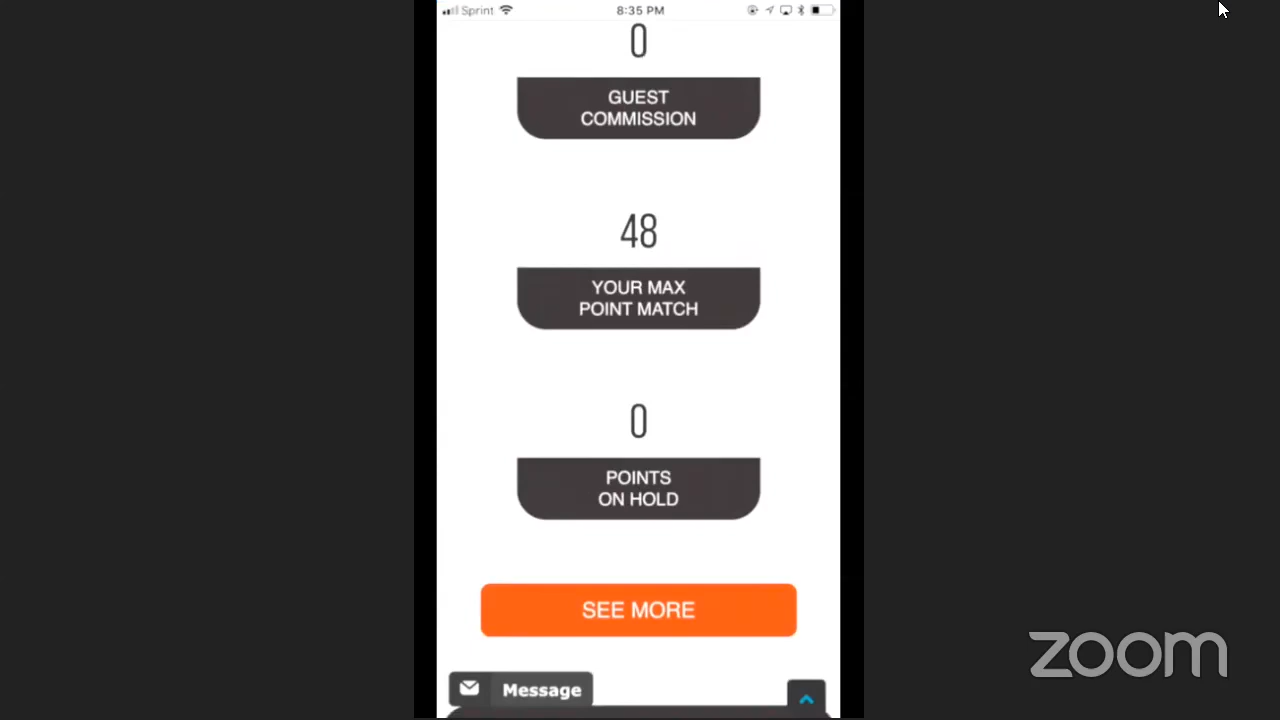 Sprint
8:35 PM
0
GUEST
COMMISSION
48
YOUR MAX
POINT MATCH
0
POINTS
ON HOLD
SEE MORE
Message
zoom